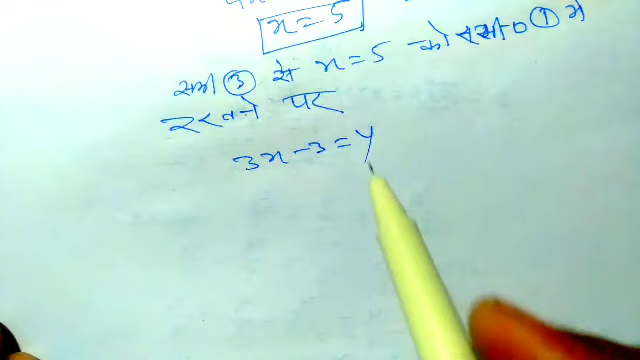 x = 5
समी ③ से x = 5 को समी० ① में
रखने पर
3x - 3 = y